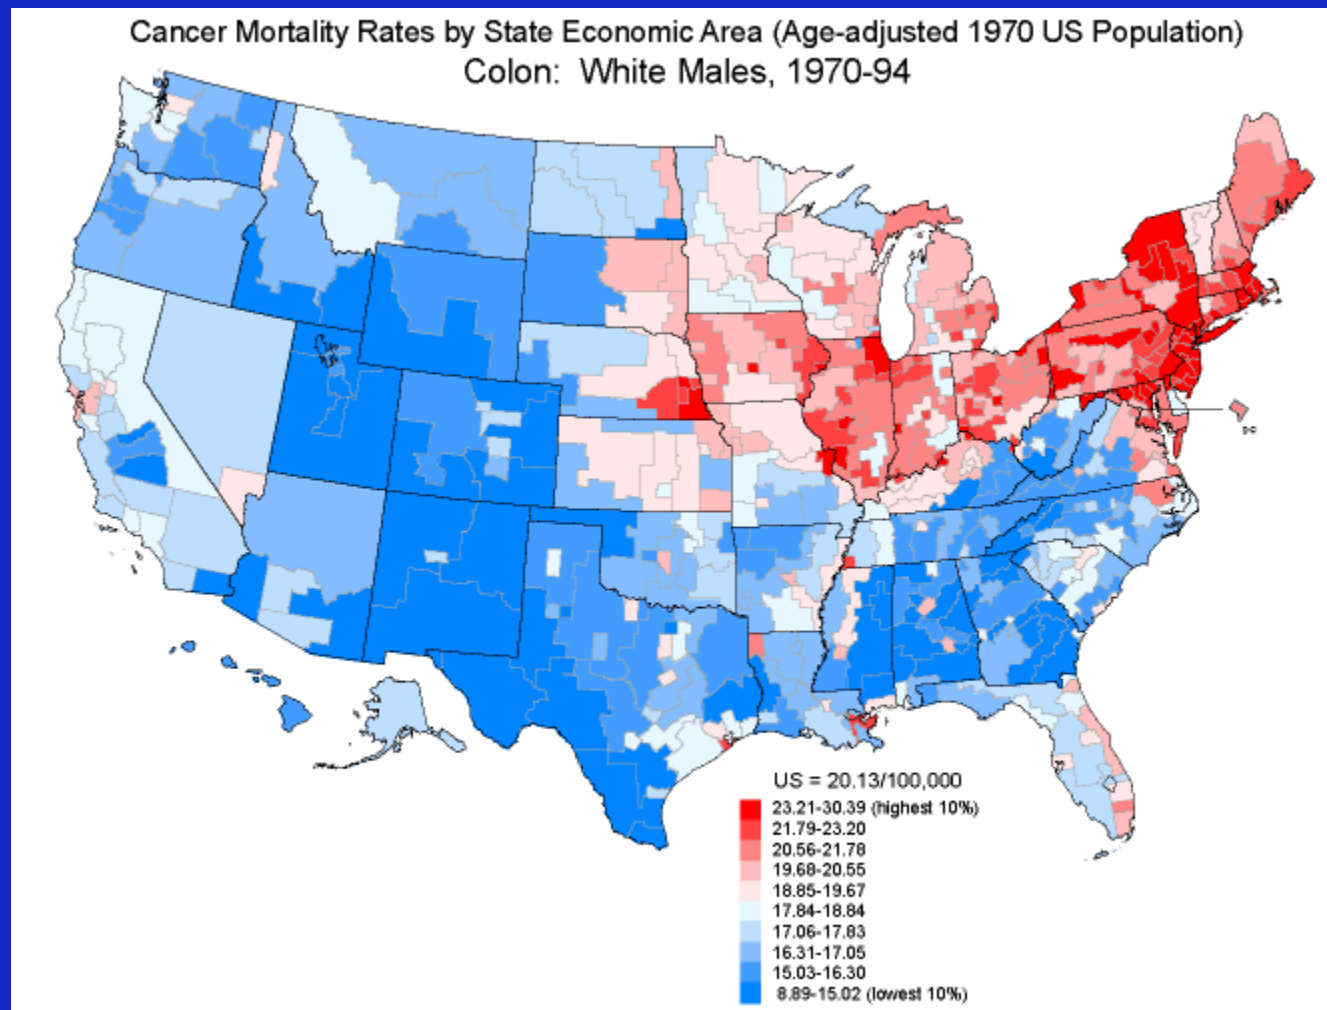 Cancer Mortality Rates by State Economic Area (Age-adjusted 1970 US Population)
Colon: White Males, 1970-94
DC
US = 20.13/100,000
23.21-30.39 (highest 10%)
21.79-23.20
20.56-21.78
19.68-20.55
18.85-19.67
17.84-18.84
17.06-17.83
16.31-17.05
15.03-16.30
8.89-15.02 (lowest 10%)